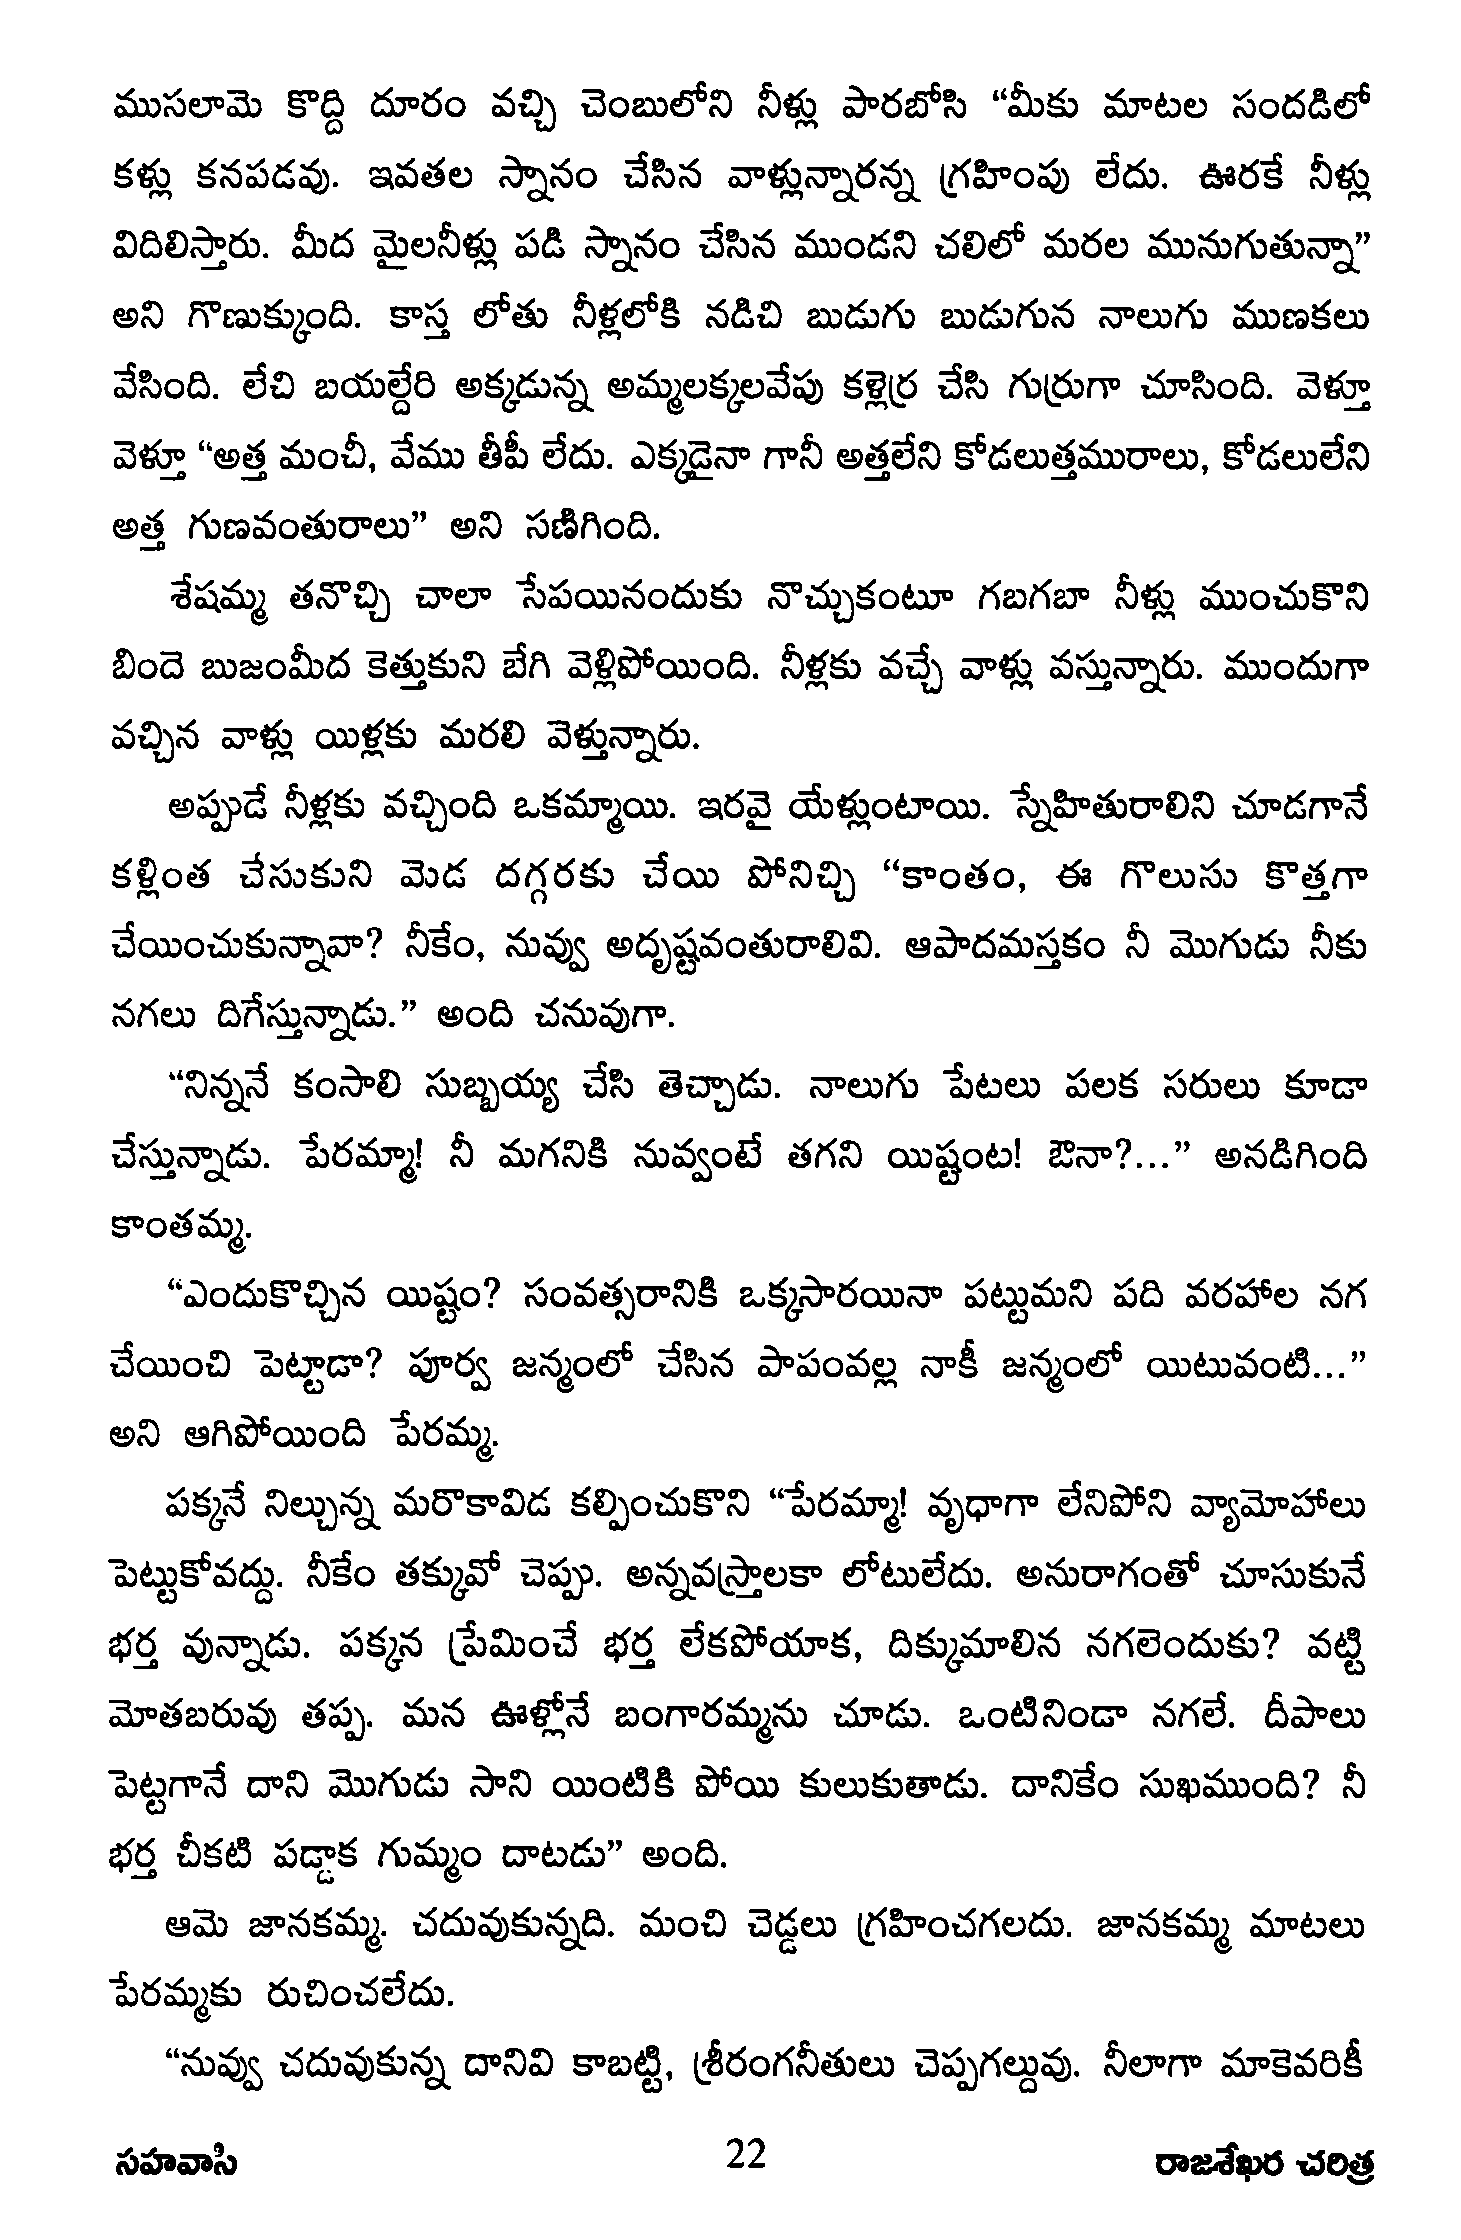 ముసలామె కొద్ది దూరం వచ్చి చెంబులోని నీళ్లు పారబోసి “మీకు మాటల సందడిలో
కళ్లు కనపడవు. ఇవతల స్నానం చేసిన వాళ్లున్నారన్న గ్రహింపు లేదు. ఊరకే నీళ్లు
విదిలిస్తారు. మీద మైలనీళ్లు పడి స్నానం చేసిన ముండని చలిలో మరల మునుగుతున్నా”
అని గొణుక్కుంది. కాస్త లోతు నీళ్లలోకి నడిచి బుడుగు బుడుగున నాలుగు ముణకలు
వేసింది. లేచి బయల్దేరి అక్కడున్న అమ్మలక్కలవేపు కళ్లెర్ర చేసి గుర్రుగా చూసింది. వెళ్తూ
వెళ్తూ “అత్త మంచీ, వేము తీపీ లేదు. ఎక్కడైనా గానీ అత్తలేని కోడలుత్తమురాలు, కోడలులేని
అత్త గుణవంతురాలు” అని సణిగింది.
శేషమ్మ తనొచ్చి చాలా సేపయినందుకు నొచ్చుకంటూ గబగబా నీళ్లు ముంచుకొని
బిందె బుజంమీద కెత్తుకుని బేగి వెళ్లిపోయింది. నీళ్లకు వచ్చే వాళ్లు వస్తున్నారు. ముందుగా
వచ్చిన వాళ్లు యిళ్లకు మరలి వెళ్తున్నారు.
అప్పుడే నీళ్లకు వచ్చింది ఒకమ్మాయి. ఇరవై యేళ్లుంటాయి. స్నేహితురాలిని చూడగానే
కళ్లింత చేసుకుని మెడ దగ్గరకు చేయి పోనిచ్చి “కాంతం, ఈ గొలుసు కొత్తగా
చేయించుకున్నావా? నీకేం, నువ్వు అదృష్టవంతురాలివి. ఆపాదమస్తకం నీ మొగుడు నీకు
నగలు దిగేస్తున్నాడు.” అంది చనువుగా.
“నిన్ననే కంసాలి సుబ్బయ్య చేసి తెచ్చాడు. నాలుగు పేటలు పలక సరులు కూడా
చేస్తున్నాడు. పేరమ్మా! నీ మగనికి నువ్వంటే తగని యిష్టంట! ఔనా?...” అనడిగింది
కాంతమ్మ.
“ఎందుకొచ్చిన యిష్టం? సంవత్సరానికి ఒక్కసారయినా పట్టుమని పది వరహాల నగ
చేయించి పెట్టాడా? పూర్వ జన్మంలో చేసిన పాపంవల్ల నాకీ జన్మంలో యిటువంటి...”
అని ఆగిపోయింది పేరమ్మ.
పక్కనే నిల్చున్న మరొకావిడ కల్పించుకొని “పేరమ్మా! వృధాగా లేనిపోని వ్యామోహాలు
పెట్టుకోవద్దు. నీకేం తక్కువో చెప్పు. అన్నవస్త్రాలకా లోటులేదు. అనురాగంతో చూసుకునే
భర్త వున్నాడు. పక్కన ప్రేమించే భర్త లేకపోయాక, దిక్కుమాలిన నగలెందుకు? వట్టి
మోతబరువు తప్ప. మన ఊళ్లోనే బంగారమ్మను చూడు. ఒంటినిండా నగలే. దీపాలు
పెట్టగానే దాని మొగుడు సాని యింటికి పోయి కులుకుతాడు. దానికేం సుఖముంది? నీ
భర్త చీకటి పడ్డాక గుమ్మం దాటడు” అంది.
ఆమె జానకమ్మ. చదువుకున్నది. మంచి చెడ్డలు గ్రహించగలదు. జానకమ్మ మాటలు
పేరమ్మకు రుచించలేదు.
“నువ్వు చదువుకున్న దానివి కాబట్టి, శ్రీరంగనీతులు చెప్పగల్దువు. నీలాగా మాకెవరికీ
సహవాసి 22 రాజశేఖర చరిత్ర